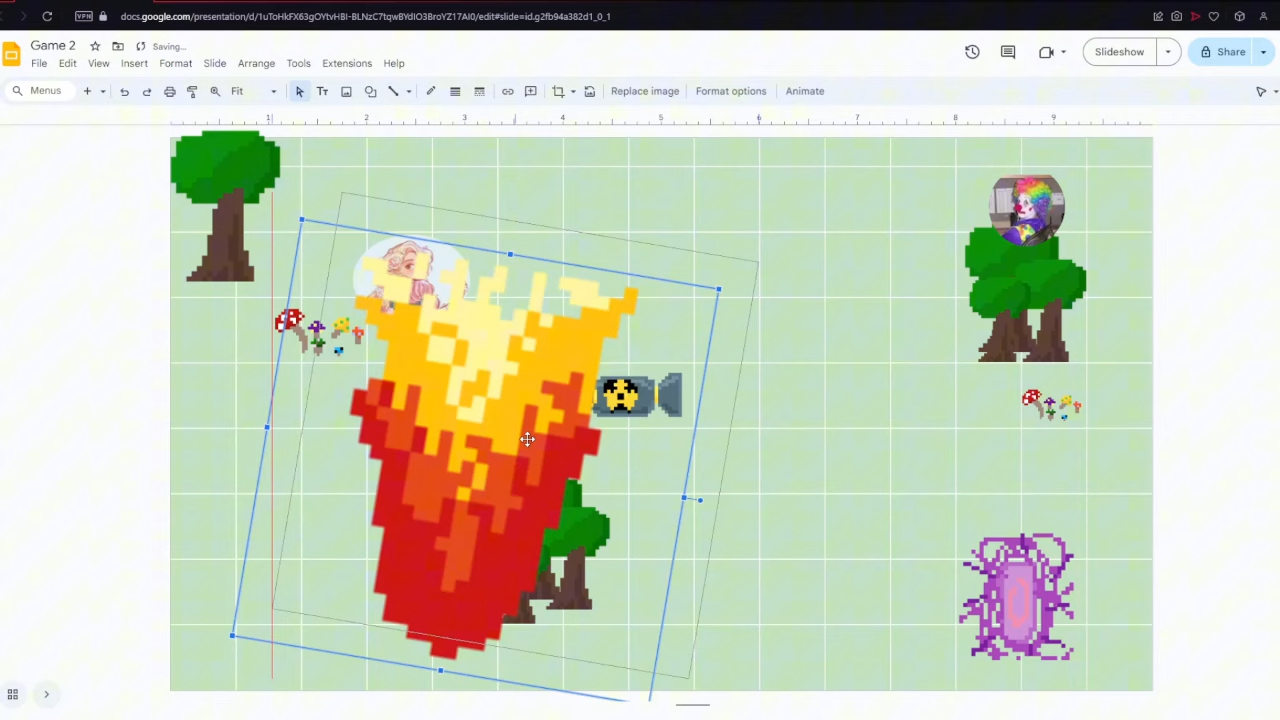 VPN docs.google.com/presentation/d/1uToHkFX63gOYtvHBI-BLNzC7tqwBYdIO3BroYZ17AI0/edit#slide=id.g2fb94a382d1_0_1
Game 2 Saving…
File Edit View Insert Format Slide Arrange Tools Extensions Help
Slideshow Share
Menus Fit Replace image Format options Animate
1 2 3 4 5 6 7 8 9